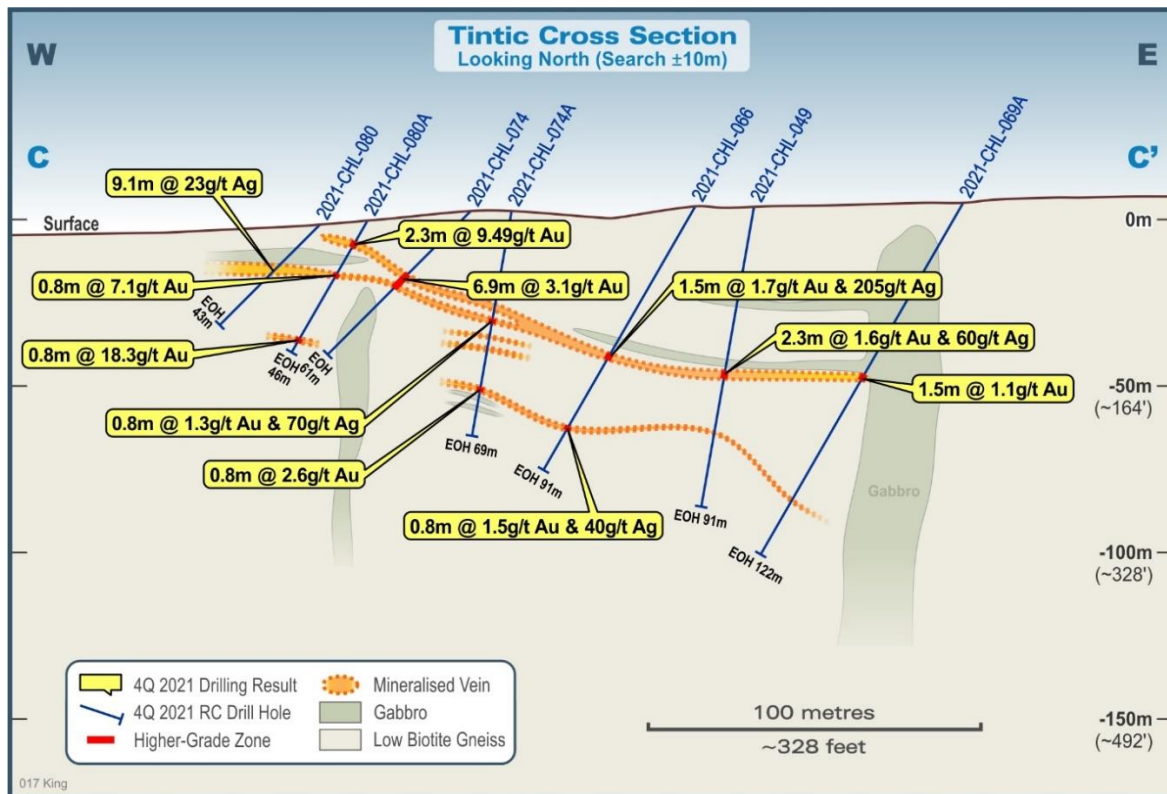 Tintic Cross Section
Looking North (Search ±10m)
W
E
C
C'
2021-CHL-080
2021-CHL-080A
2021-CHL-074
2021-CHL-074A
2021-CHL-066
2021-CHL-049
2021-CHL-069A
9.1m @ 23g/t Ag
Surface
0m
2.3m @ 9.49g/t Au
0.8m @ 7.1g/t Au
6.9m @ 3.1g/t Au
1.5m @ 1.7g/t Au & 205g/t Ag
EOH
43m
2.3m @ 1.6g/t Au & 60g/t Ag
0.8m @ 18.3g/t Au
EOH
46m
EOH
61m
-50m
(~164')
1.5m @ 1.1g/t Au
0.8m @ 1.3g/t Au & 70g/t Ag
EOH 69m
0.8m @ 2.6g/t Au
EOH 91m
Gabbro
EOH 91m
0.8m @ 1.5g/t Au & 40g/t Ag
EOH 122m
-100m
(~328')
4Q 2021 Drilling Result
Mineralised Vein
4Q 2021 RC Drill Hole
Gabbro
Higher-Grade Zone
Low Biotite Gneiss
100 metres
~328 feet
-150m
(~492')
017 King